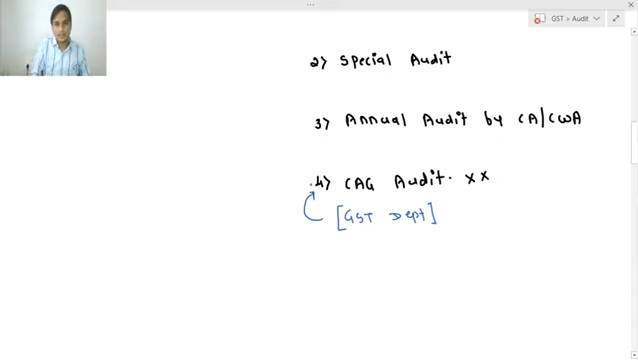 GST > Audit
2) Special Audit
3) Annual Audit by CA/CWA
4) CAG Audit. xx
[GST Dept]